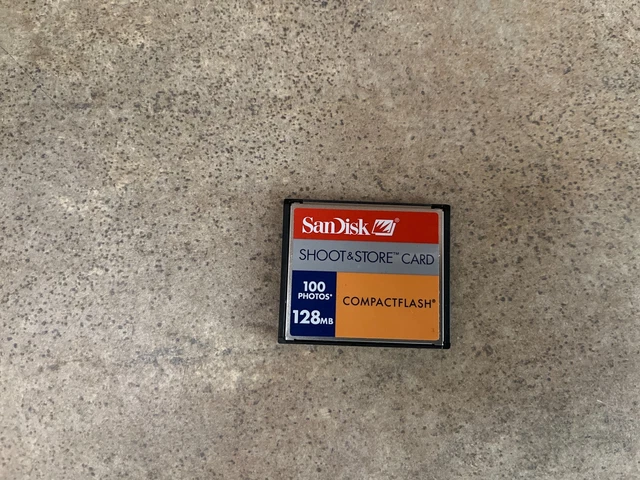 SanDisk®
SHOOT&STORE™ CARD
100
PHOTOS*
128MB
COMPACTFLASH®